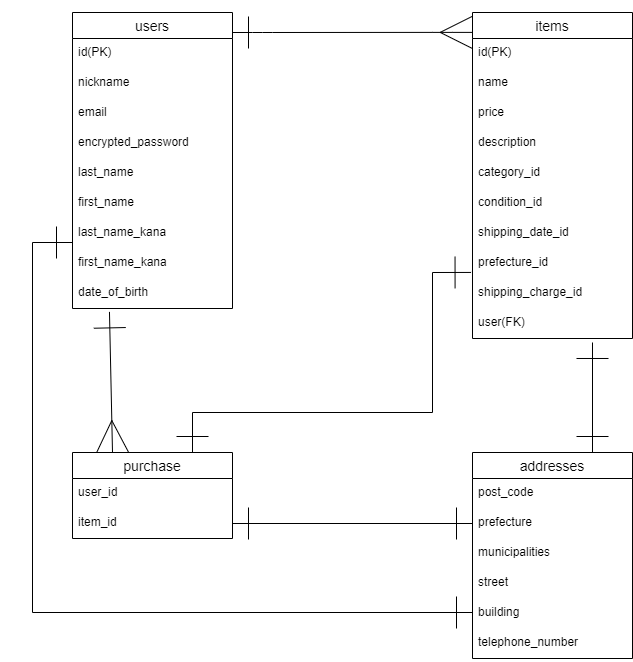 users
id(PK)
nickname
email
encrypted_password
last_name
first_name
last_name_kana
first_name_kana
date_of_birth
items
id(PK)
name
price
description
category_id
condition_id
shipping_date_id
prefecture_id
shipping_charge_id
user(FK)
purchase
user_id
item_id
addresses
post_code
prefecture
municipalities
street
building
telephone_number